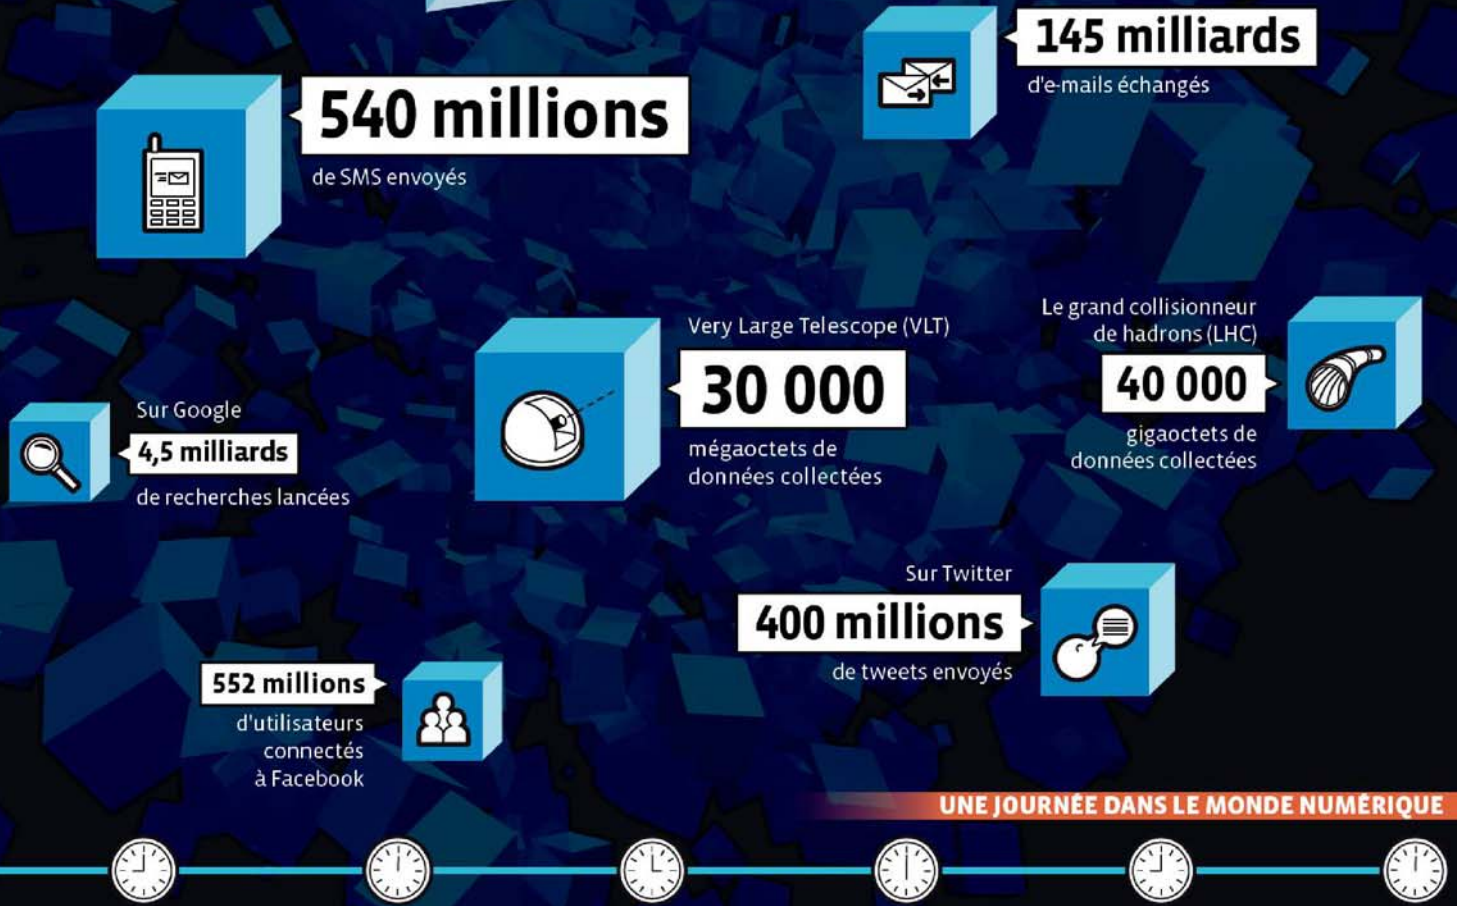 145 milliards
d'e-mails échangés
540 millions
de SMS envoyés
Very Large Telescope (VLT)
30 000
mégaoctets de
données collectées
Le grand collisionneur
de hadrons (LHC)
40 000
gigaoctets de
données collectées
Sur Google
4,5 milliards
de recherches lancées
Sur Twitter
400 millions
de tweets envoyés
552 millions
d'utilisateurs
connectés
à Facebook
UNE JOURNÉE DANS LE MONDE NUMÉRIQUE